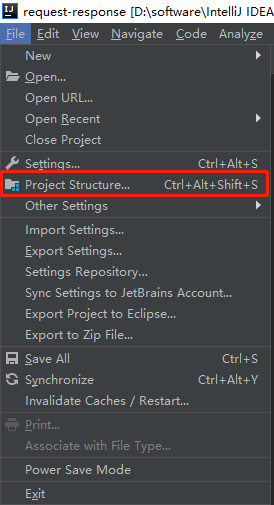 IJ request-response [D:\software\IntelliJ IDEA
File Edit View Navigate Code Analyze
New
Open...
Open URL...
Open Recent
Close Project
Settings... Ctrl+Alt+S
Project Structure... Ctrl+Alt+Shift+S
Other Settings
Import Settings...
Export Settings...
Settings Repository...
Sync Settings to JetBrains Account...
Export Project to Eclipse...
Export to Zip File...
Save All Ctrl+S
Synchronize Ctrl+Alt+Y
Invalidate Caches / Restart...
Print...
Associate with File Type...
Power Save Mode
Exit